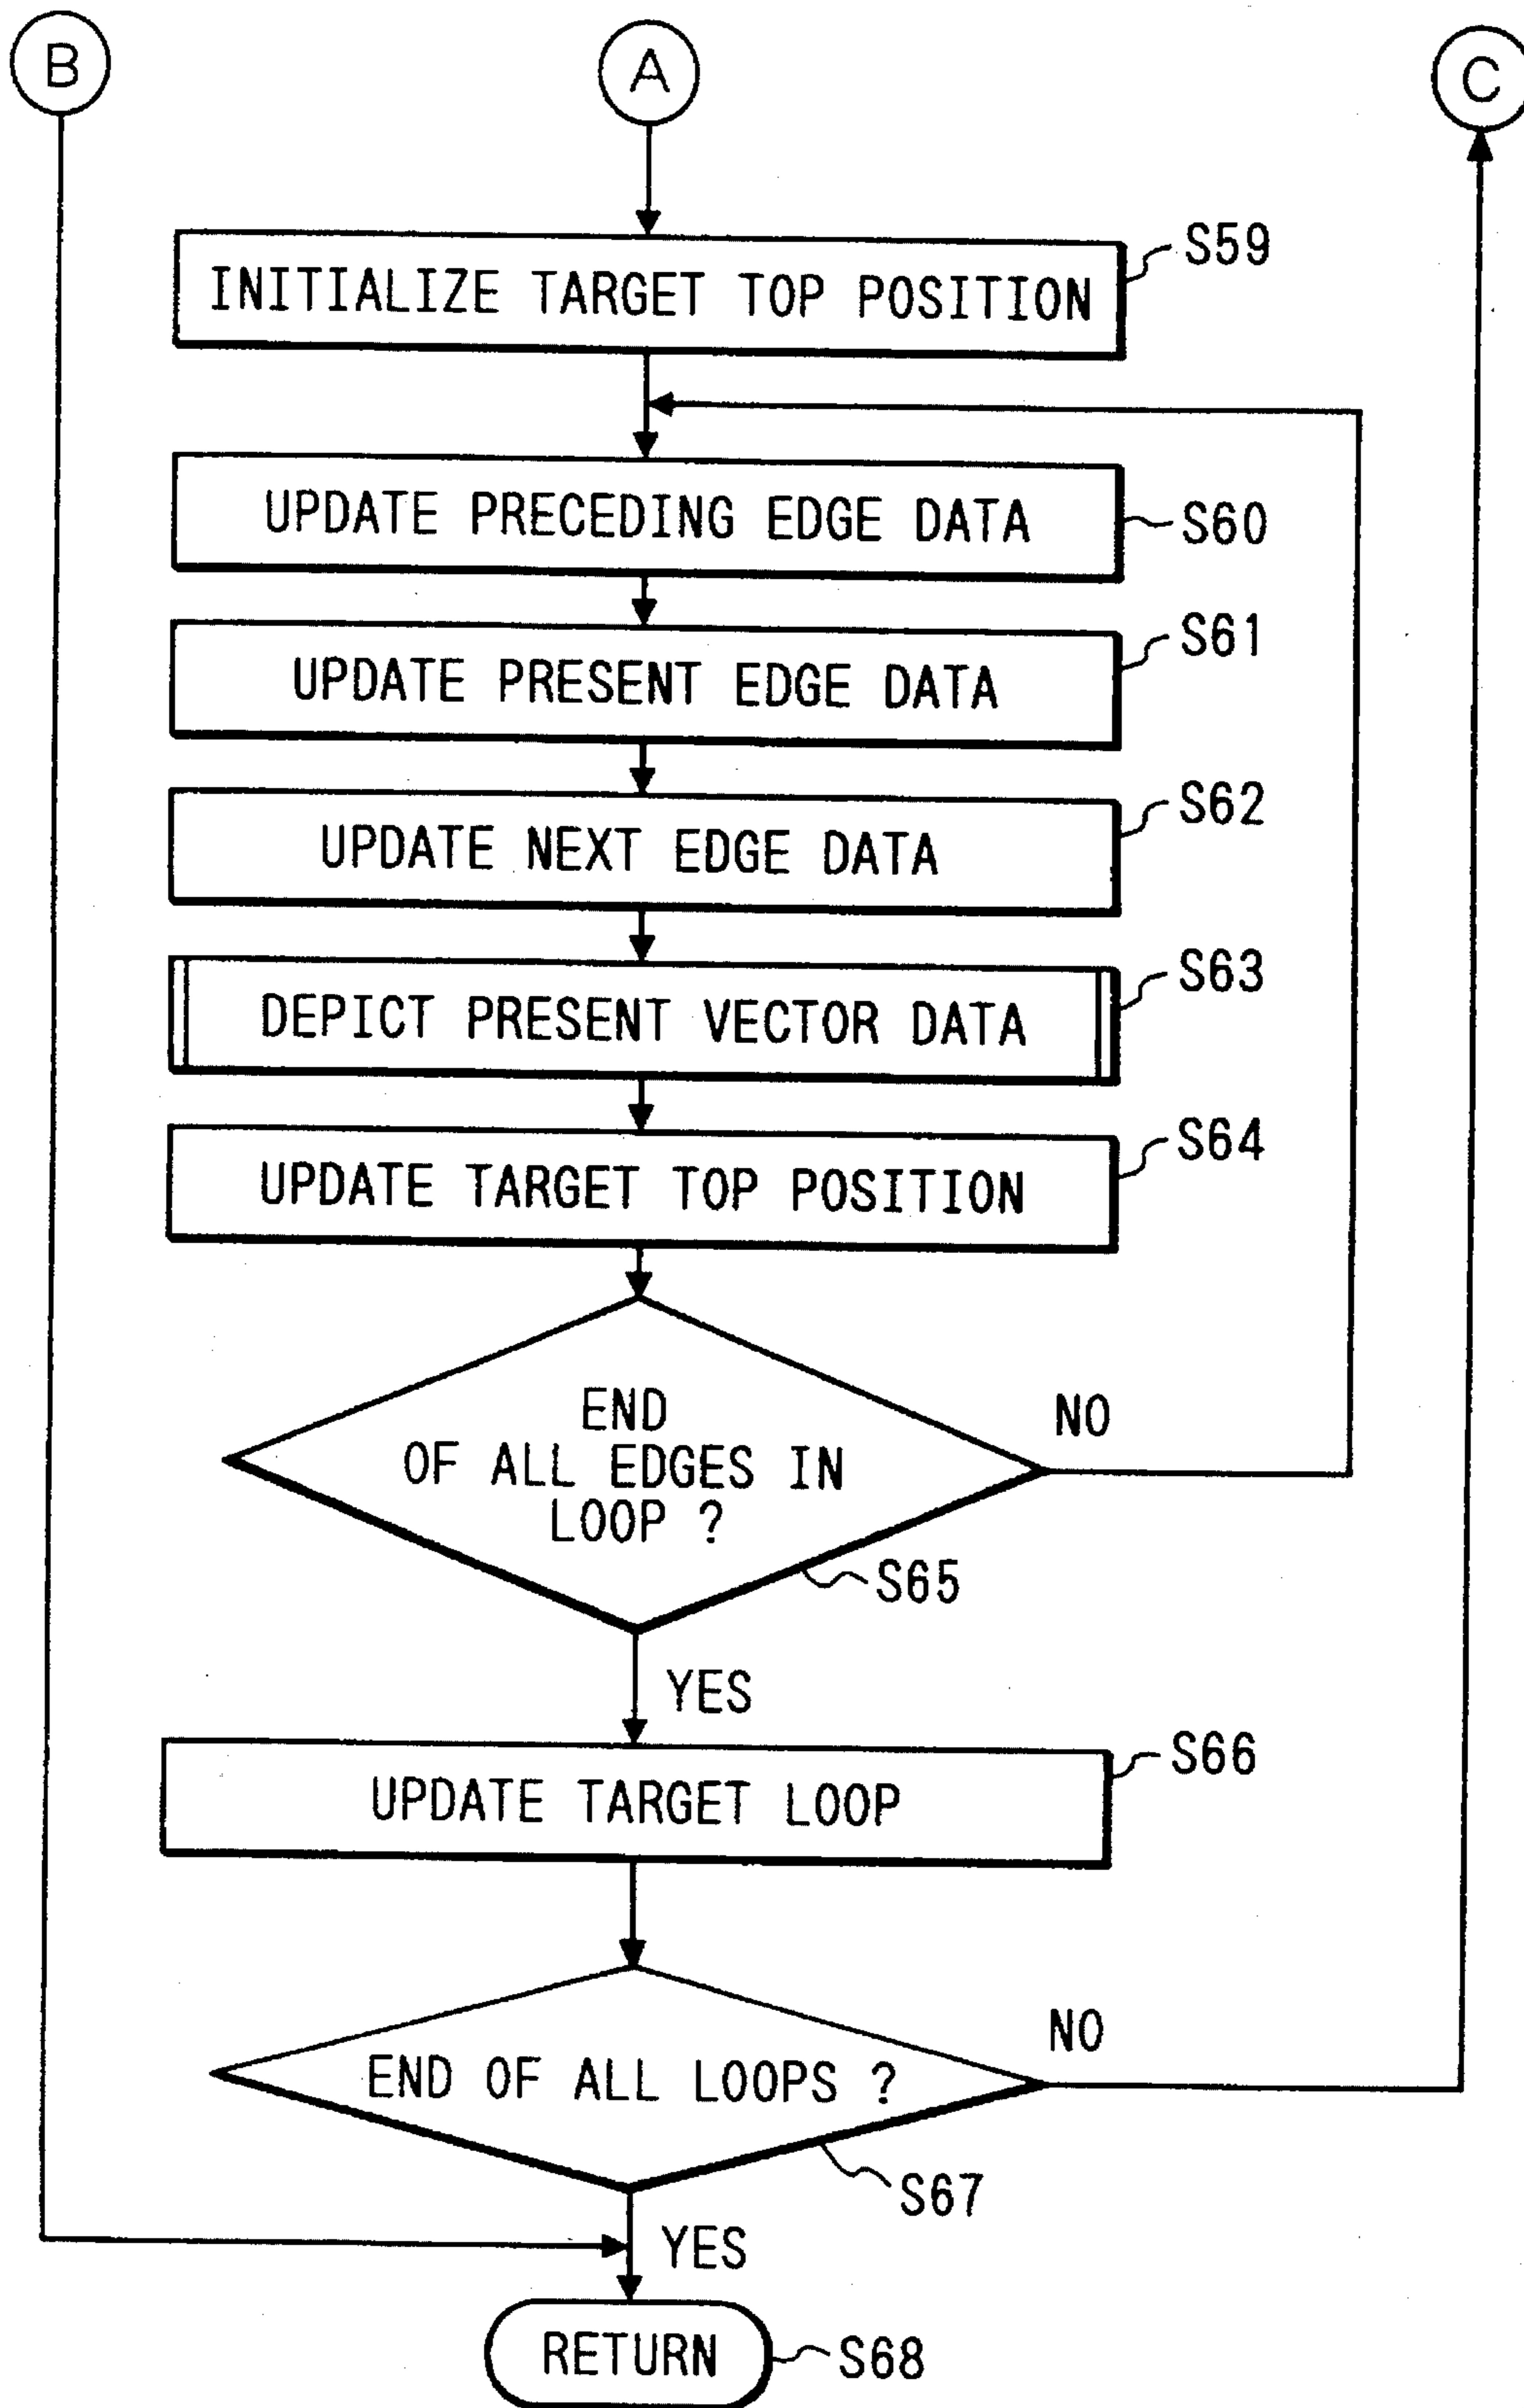 B
A
C
S59
INITIALIZE TARGET TOP POSITION
UPDATE PRECEDING EDGE DATA
S60
S61
UPDATE PRESENT EDGE DATA
S62
UPDATE NEXT EDGE DATA
S63
DEPICT PRESENT VECTOR DATA
S64
UPDATE TARGET TOP POSITION
END
OF ALL EDGES IN
LOOP ?
NO
S65
YES
S66
UPDATE TARGET LOOP
NO
END OF ALL LOOPS ?
S67
YES
RETURN
S68